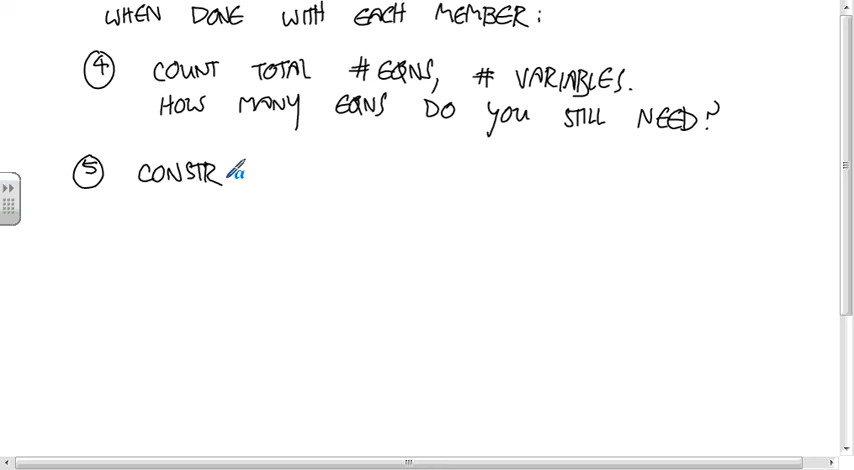 WHEN DONE WITH EACH MEMBER:
④ COUNT TOTAL # EQNS, # VARIABLES.
HOW MANY EQNS DO YOU STILL NEED?
⑤ CONSTR